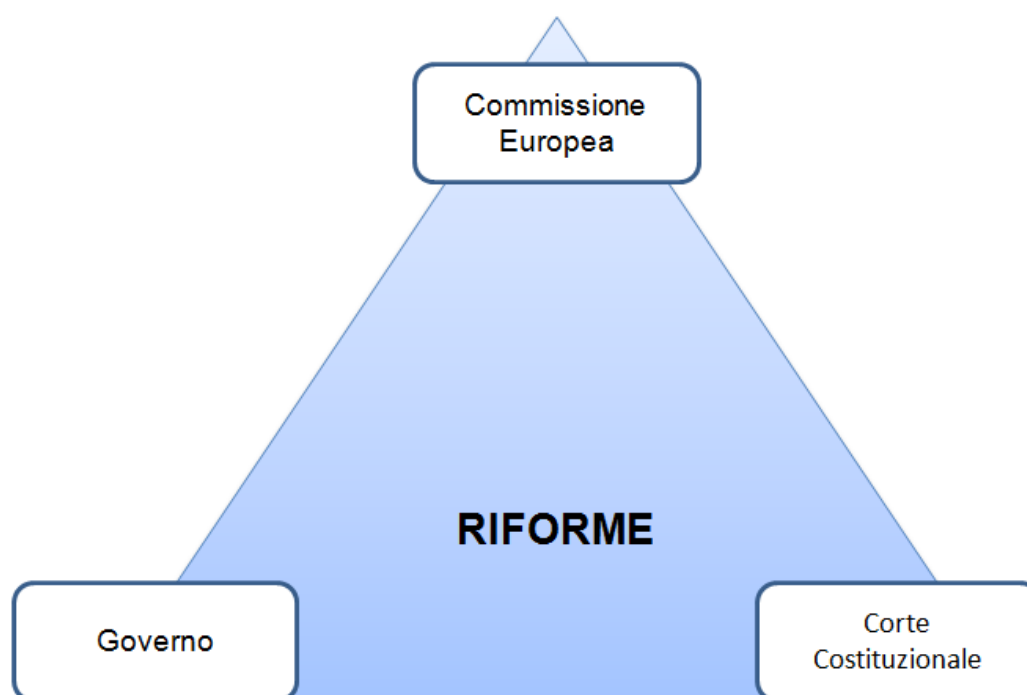 Commissione
Europea
RIFORME
Governo
Corte
Costituzionale